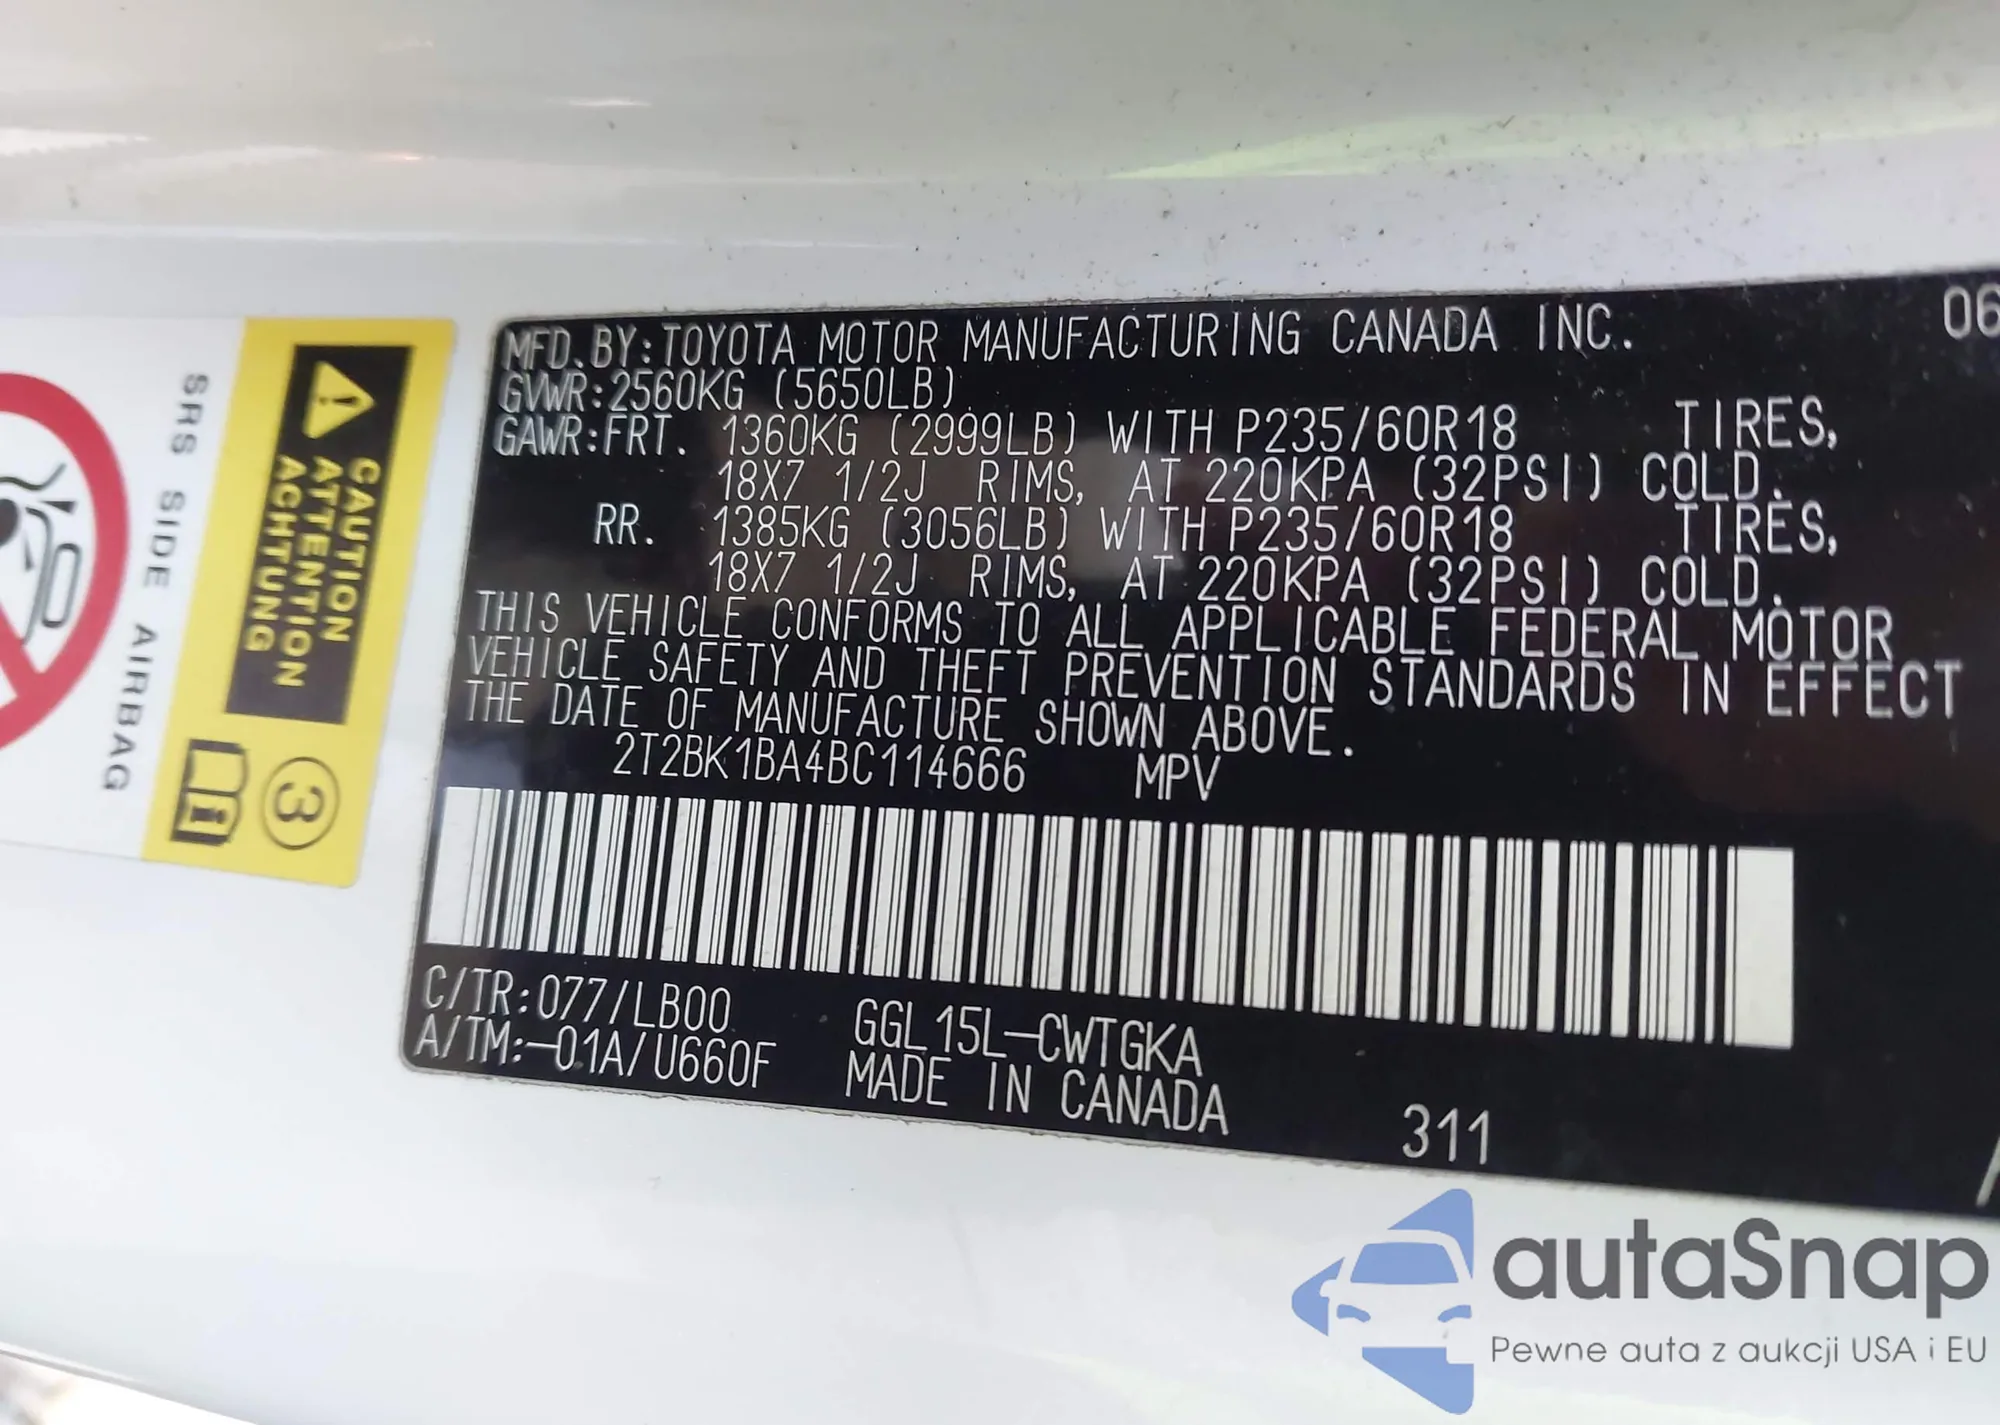 SRS SIDE AIRBAG
CAUTION
ATTENTION
ACHTUNG
3
MFD.BY:TOYOTA MOTOR MANUFACTURING CANADA INC. 06
GVWR:2560KG (5650LB)
GAWR:FRT. 1360KG (2999LB) WITH P235/60R18 TIRES,
18X7 1/2J RIMS, AT 220KPA (32PSI) COLD.
RR. 1385KG (3056LB) WITH P235/60R18 TIRES,
18X7 1/2J RIMS, AT 220KPA (32PSI) COLD.
THIS VEHICLE CONFORMS TO ALL APPLICABLE FEDERAL MOTOR
VEHICLE SAFETY AND THEFT PREVENTION STANDARDS IN EFFECT
THE DATE OF MANUFACTURE SHOWN ABOVE.
2T2BK1BA4BC114666 MPV
C/TR:077/LB00 GGL15L-CWTGKA
A/TM:-01A/U660F MADE IN CANADA
311
autaSnap
Pewne auta z aukcji USA i EU